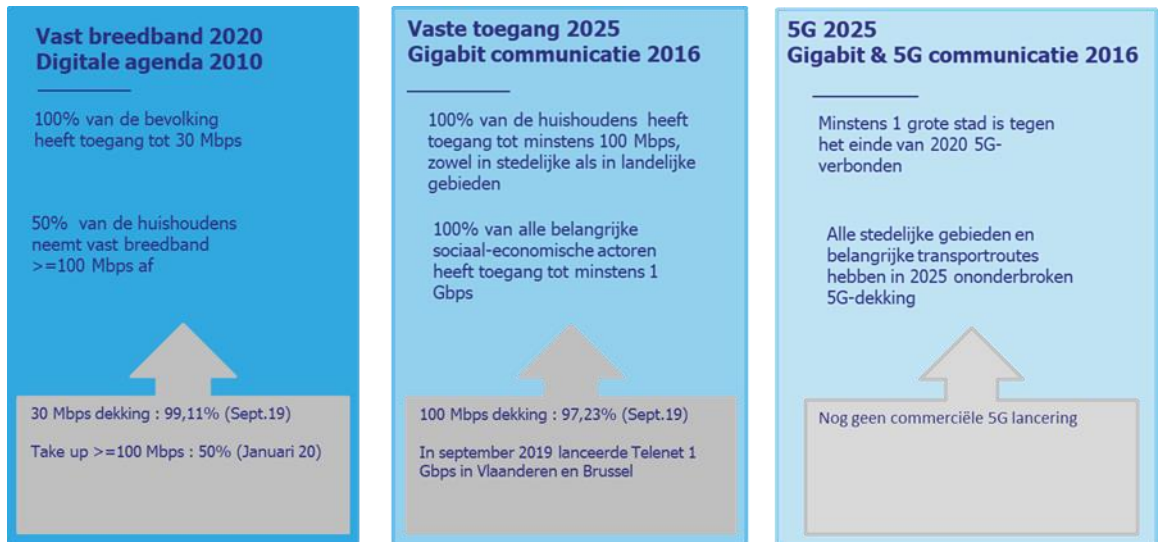 Vast breedband 2020
Digitale agenda 2010
100% van de bevolking
heeft toegang tot 30 Mbps
50%  van de huishoudens
neemt vast breedband
>=100 Mbps af
30 Mbps dekking : 99,11% (Sept.19)
Take up >=100 Mbps : 50% (Januari 20)
Vaste toegang 2025
Gigabit communicatie 2016
100% van de huishoudens  heeft
toegang tot minstens 100 Mbps,
zowel in stedelijke als in landelijke
gebieden
100% van alle belangrijke
sociaal-economische actoren
heeft toegang tot minstens 1
Gbps
100 Mbps dekking : 97,23% (Sept.19)
In september 2019 lanceerde Telenet 1
Gbps in Vlaanderen en Brussel
5G 2025
Gigabit & 5G communicatie 2016
Minstens 1 grote stad is tegen
het einde van 2020 5G-
verbonden
Alle stedelijke gebieden en
belangrijke transportroutes
hebben in 2025 ononderbroken
5G-dekking
Nog geen commerciële 5G lancering